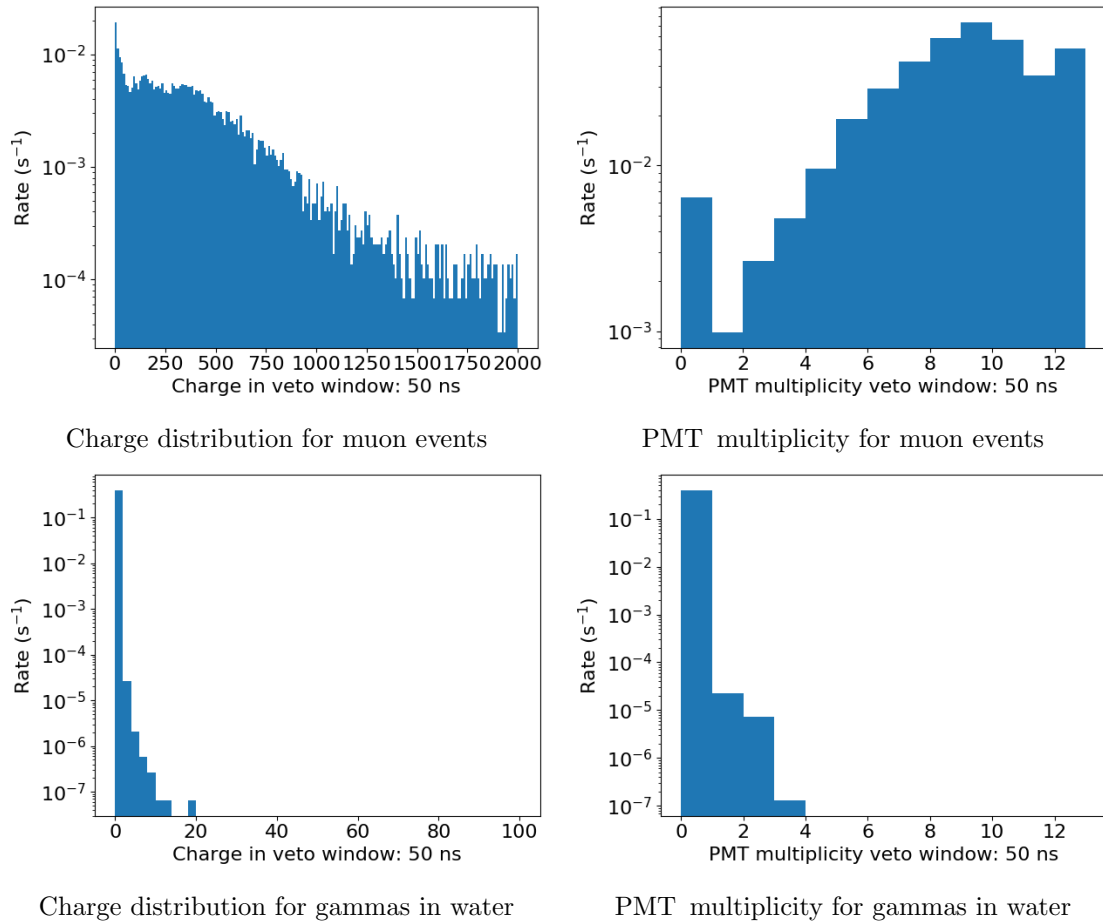 10⁻²
10⁻³
10⁻⁴
Rate (s⁻¹)
0 250 500 750 1000 1250 1500 1750 2000
Charge in veto window: 50 ns
Charge distribution for muon events
10⁻²
10⁻³
Rate (s⁻¹)
0 2 4 6 8 10 12
PMT multiplicity veto window: 50 ns
PMT multiplicity for muon events
10⁻¹
10⁻²
10⁻³
10⁻⁴
10⁻⁵
10⁻⁶
10⁻⁷
Rate (s⁻¹)
0 20 40 60 80 100
Charge in veto window: 50 ns
Charge distribution for gammas in water
10⁻¹
10⁻²
10⁻³
10⁻⁴
10⁻⁵
10⁻⁶
10⁻⁷
Rate (s⁻¹)
0 2 4 6 8 10 12
PMT multiplicity veto window: 50 ns
PMT multiplicity for gammas in water